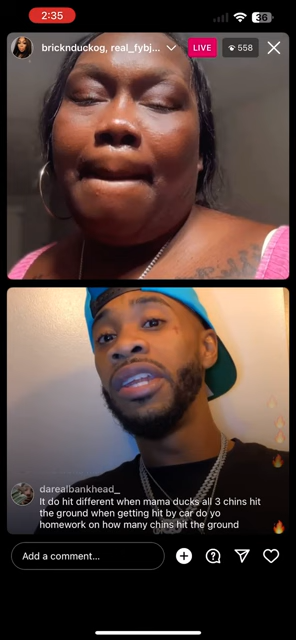 2:35
36
bricknduckog, real_fybj...
LIVE
558
darealbankhead_
It do hit different when mama ducks all 3 chins hit
the ground when getting hit by car do yo
homework on how many chins hit the ground
Add a comment...